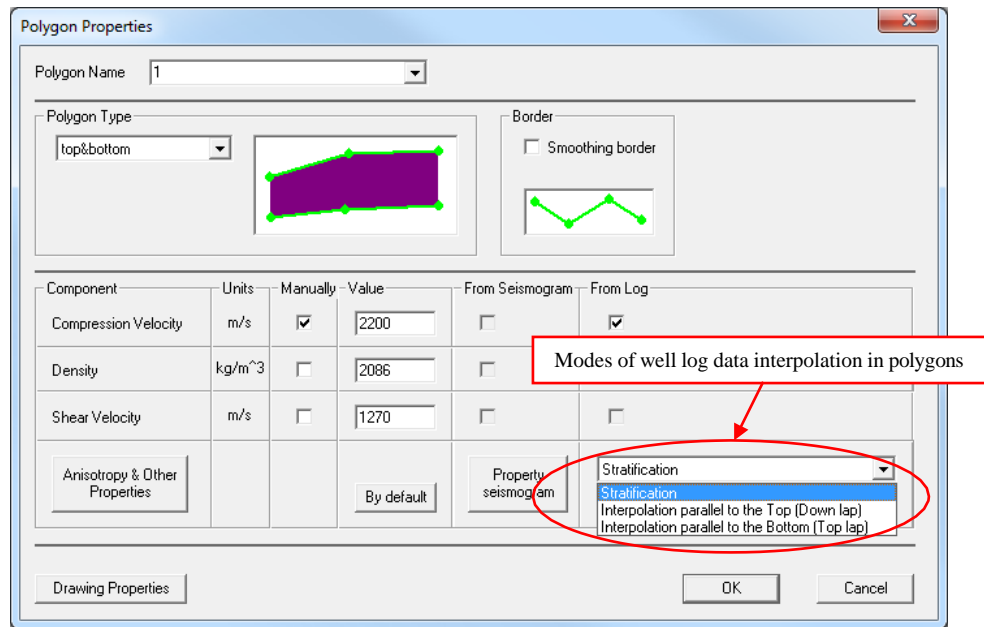 Polygon Properties
Polygon Name 1
Polygon Type
top&bottom
Border
Smoothing border
Component Units Manually Value From Seismogram From Log
Compression Velocity m/s 2200
Modes of well log data interpolation in polygons
Density kg/m^3 2086
Shear Velocity m/s 1270
Anisotropy & Other
Properties
By default
Property
seismogram
Stratification
Stratification
Interpolation parallel to the Top (Down lap)
Interpolation parallel to the Bottom (Top lap)
Drawing Properties OK Cancel